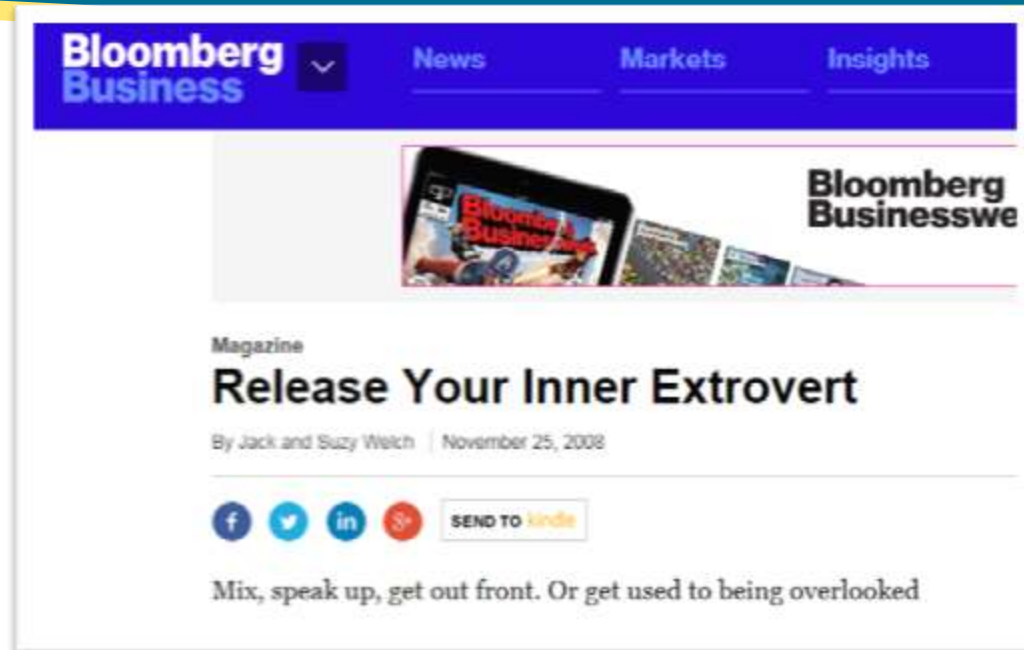 Bloomberg
Business
News
Markets
Insights
Bloomberg
Businesswe
Magazine
Release Your Inner Extrovert
By Jack and Suzy Welch | November 25, 2008
SEND TO kindle
Mix, speak up, get out front. Or get used to being overlooked